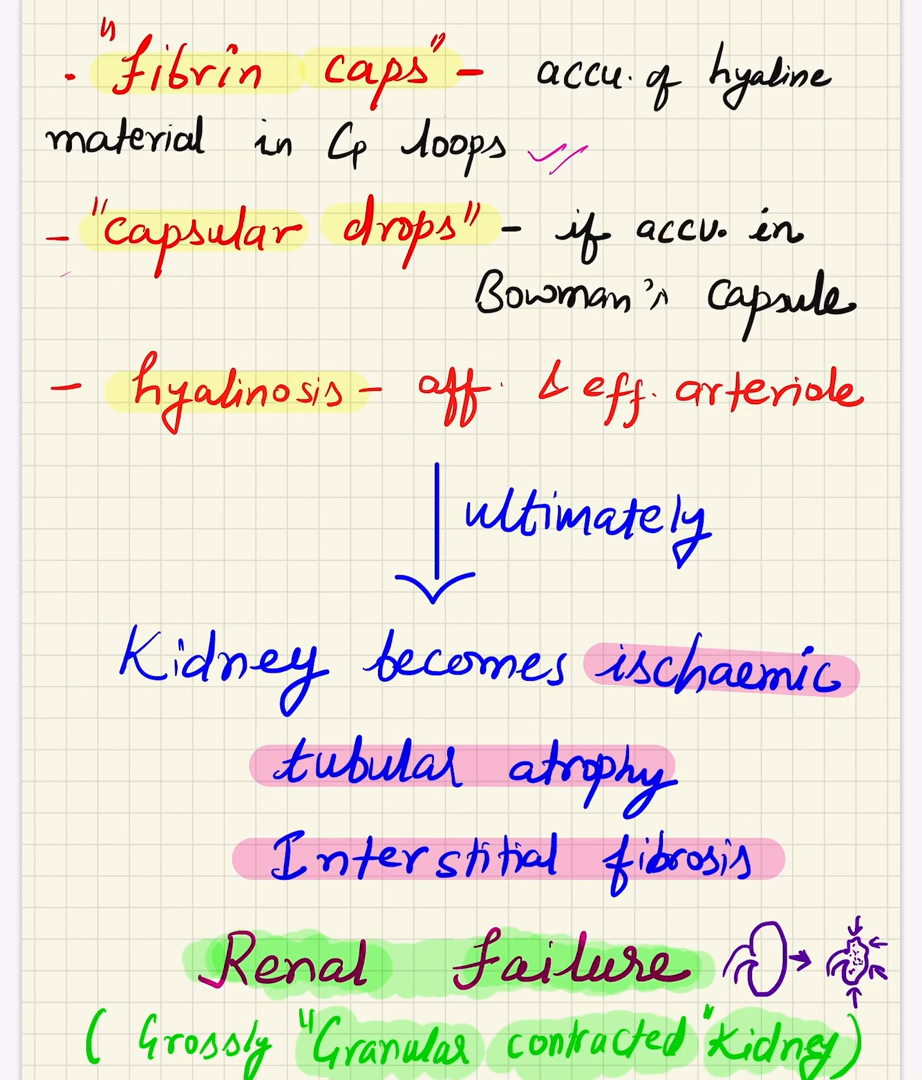 . "fibrin caps" - accu. of hyaline
material in Cp loops
- "capsular drops" - if accu. in
Bowman's Capsule
- hyalinosis - aff. & eff. arteriole
ultimately
Kidney becomes ischaemic
tubular atrophy
Interstitial fibrosis
Renal failure
( Grossly "Granular contracted "Kidney)